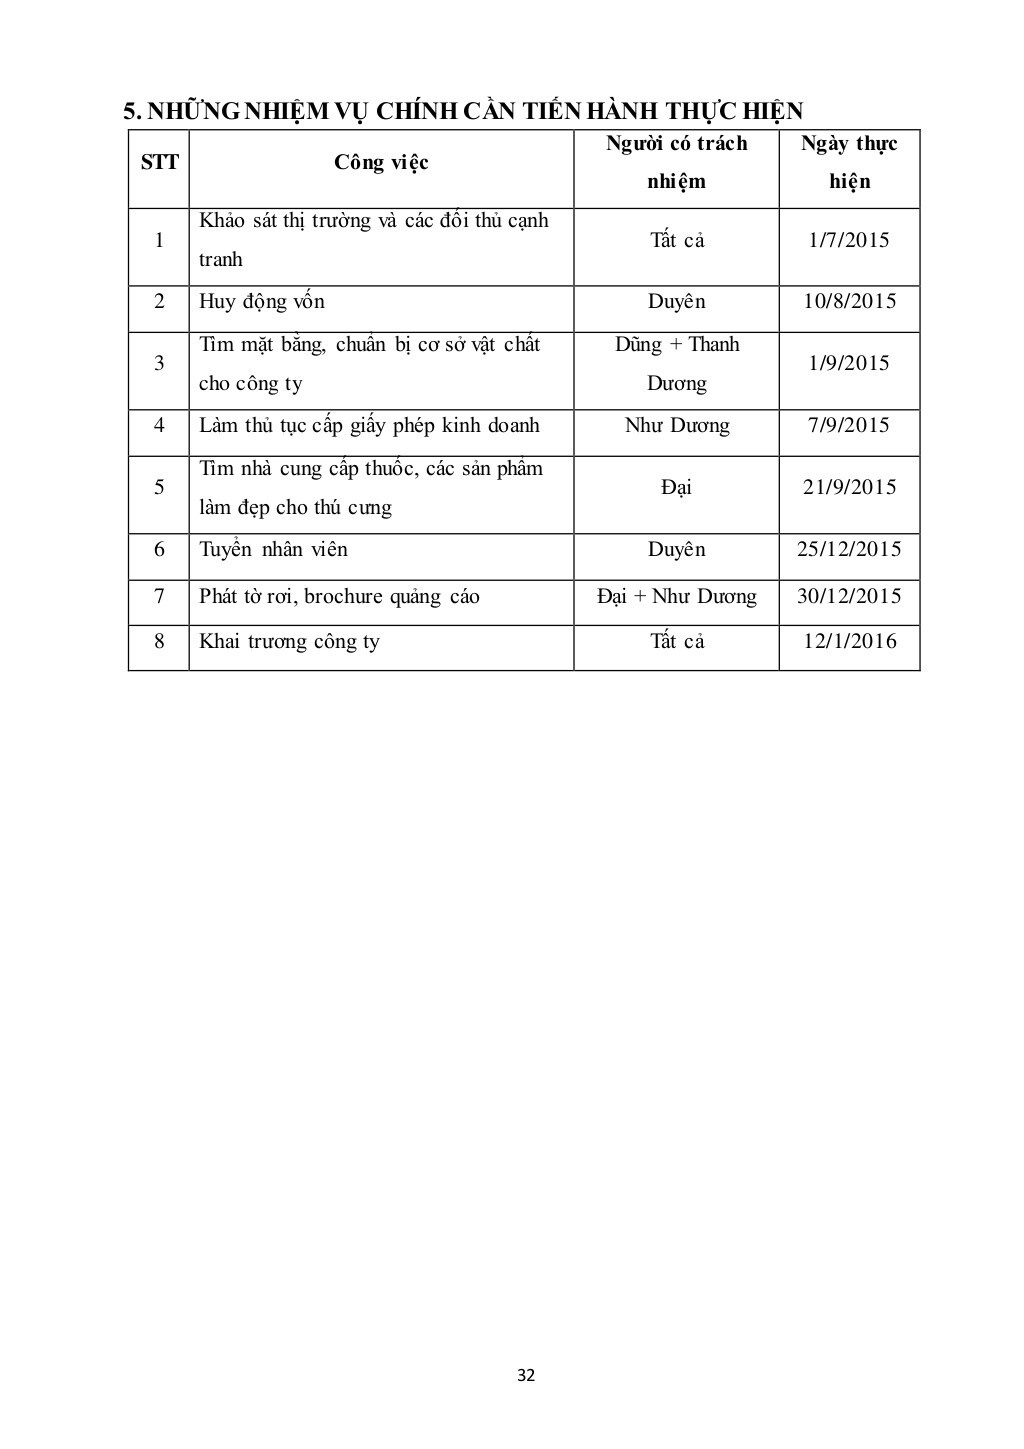 5. NHỮNG NHIỆM VỤ CHÍNH CẦN TIẾN HÀNH THỰC HIỆN
STT Công việc Người có trách nhiệm Ngày thực hiện
1 Khảo sát thị trường và các đối thủ cạnh tranh Tất cả 1/7/2015
2 Huy động vốn Duyên 10/8/2015
3 Tìm mặt bằng, chuẩn bị cơ sở vật chất cho công ty Dũng + Thanh Dương 1/9/2015
4 Làm thủ tục cấp giấy phép kinh doanh Như Dương 7/9/2015
5 Tìm nhà cung cấp thuốc, các sản phẩm làm đẹp cho thú cưng Đại 21/9/2015
6 Tuyển nhân viên Duyên 25/12/2015
7 Phát tờ rơi, brochure quảng cáo Đại + Như Dương 30/12/2015
8 Khai trương công ty Tất cả 12/1/2016
32